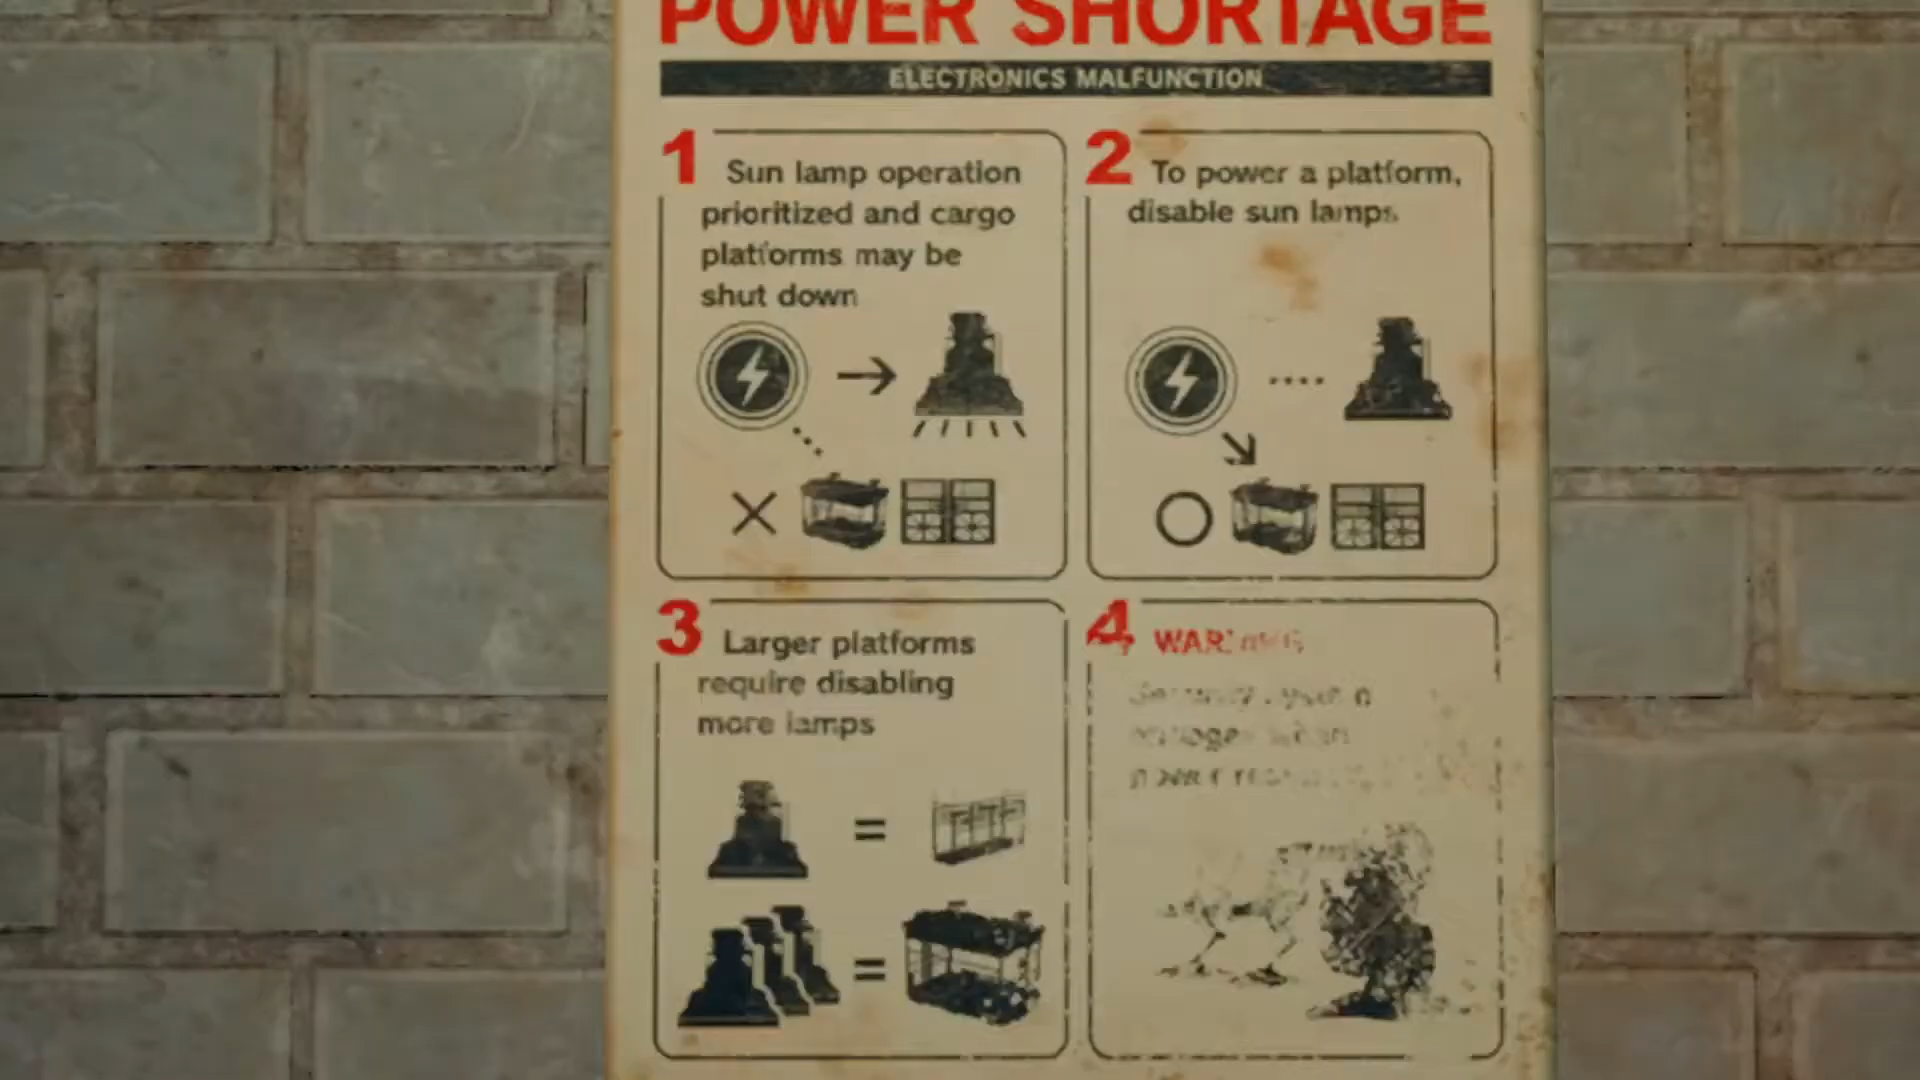 POWER SHORTAGE
ELECTRONICS MALFUNCTION
1
Sun lamp operation
prioritized and cargo
platforms may be
shut down
2
To power a platform,
disable sun lamps
3
Larger platforms
require disabling
more lamps
4
WARNING